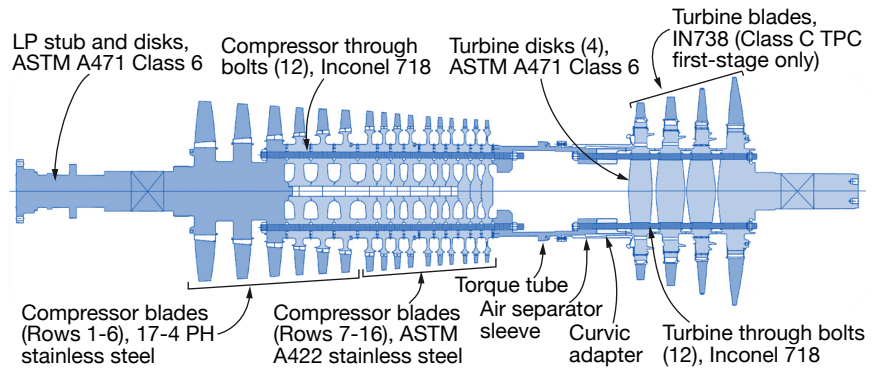 LP stub and disks,
ASTM A471 Class 6
Compressor through
bolts (12), Inconel 718
Turbine disks (4),
ASTM A471 Class 6
Turbine blades,
IN738 (Class C TPC
first-stage only)
Compressor blades
(Rows 1-6), 17-4 PH
stainless steel
Compressor blades
(Rows 7-16), ASTM
A422 stainless steel
Torque tube
Air separator
sleeve
Curvic
adapter
Turbine through bolts
(12), Inconel 718